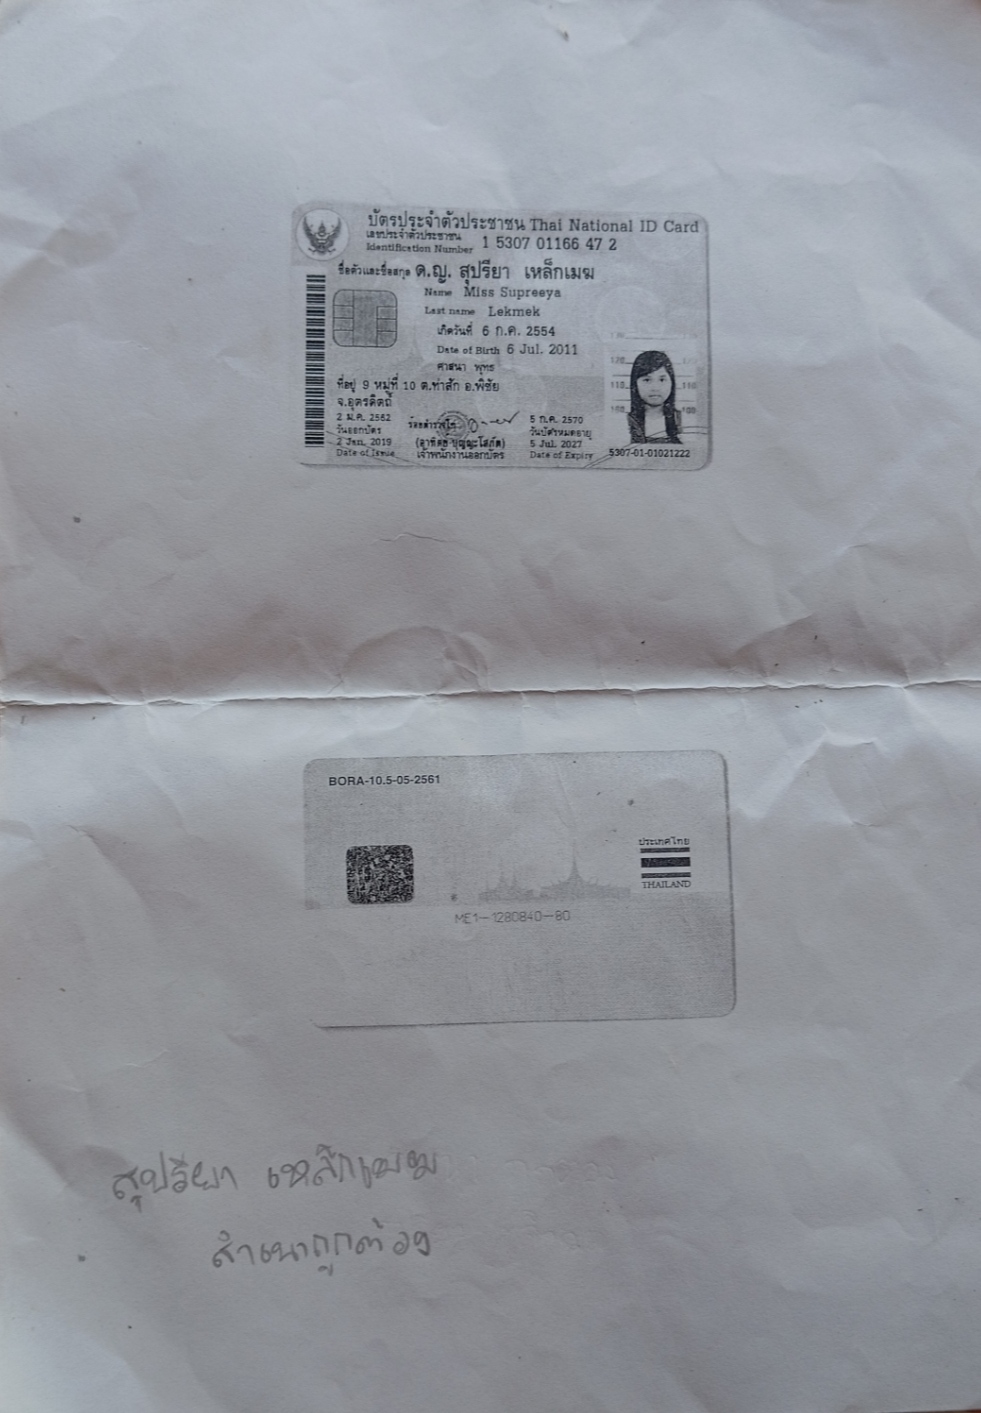 บัตรประจำตัวประชาชน Thai National ID Card
เลขประจำตัวประชาชน
Identification Number 1 5307 01166 47 2
ชื่อตัวและชื่อสกุล ด.ญ. สุปรียา เหล็กเมฆ
Name Miss Supreeya
Last name Lekmek
เกิดวันที่ 6 ก.ค. 2554
Date of Birth 6 Jul. 2011
ศาสนา พุทธ
ที่อยู่ 9 หมู่ที่ 10 ต.ท่าสัก อ.พิชัย
จ.อุตรดิตถ์
2 ม.ค. 2562
วันออกบัตร
2 Jan. 2019
Date of Issue
เจ้าพนักงานออกบัตร
5 ก.ค. 2570
วันบัตรหมดอายุ
5 Jul. 2027
Date of Expiry
120
110 110
100 100
5307-01-01021222
BORA-10.5-05-2561
ประเทศไทย
THAILAND
ME1-1280840-80
สุปรียา เหล็กเมฆ
สำเนาถูกต้อง